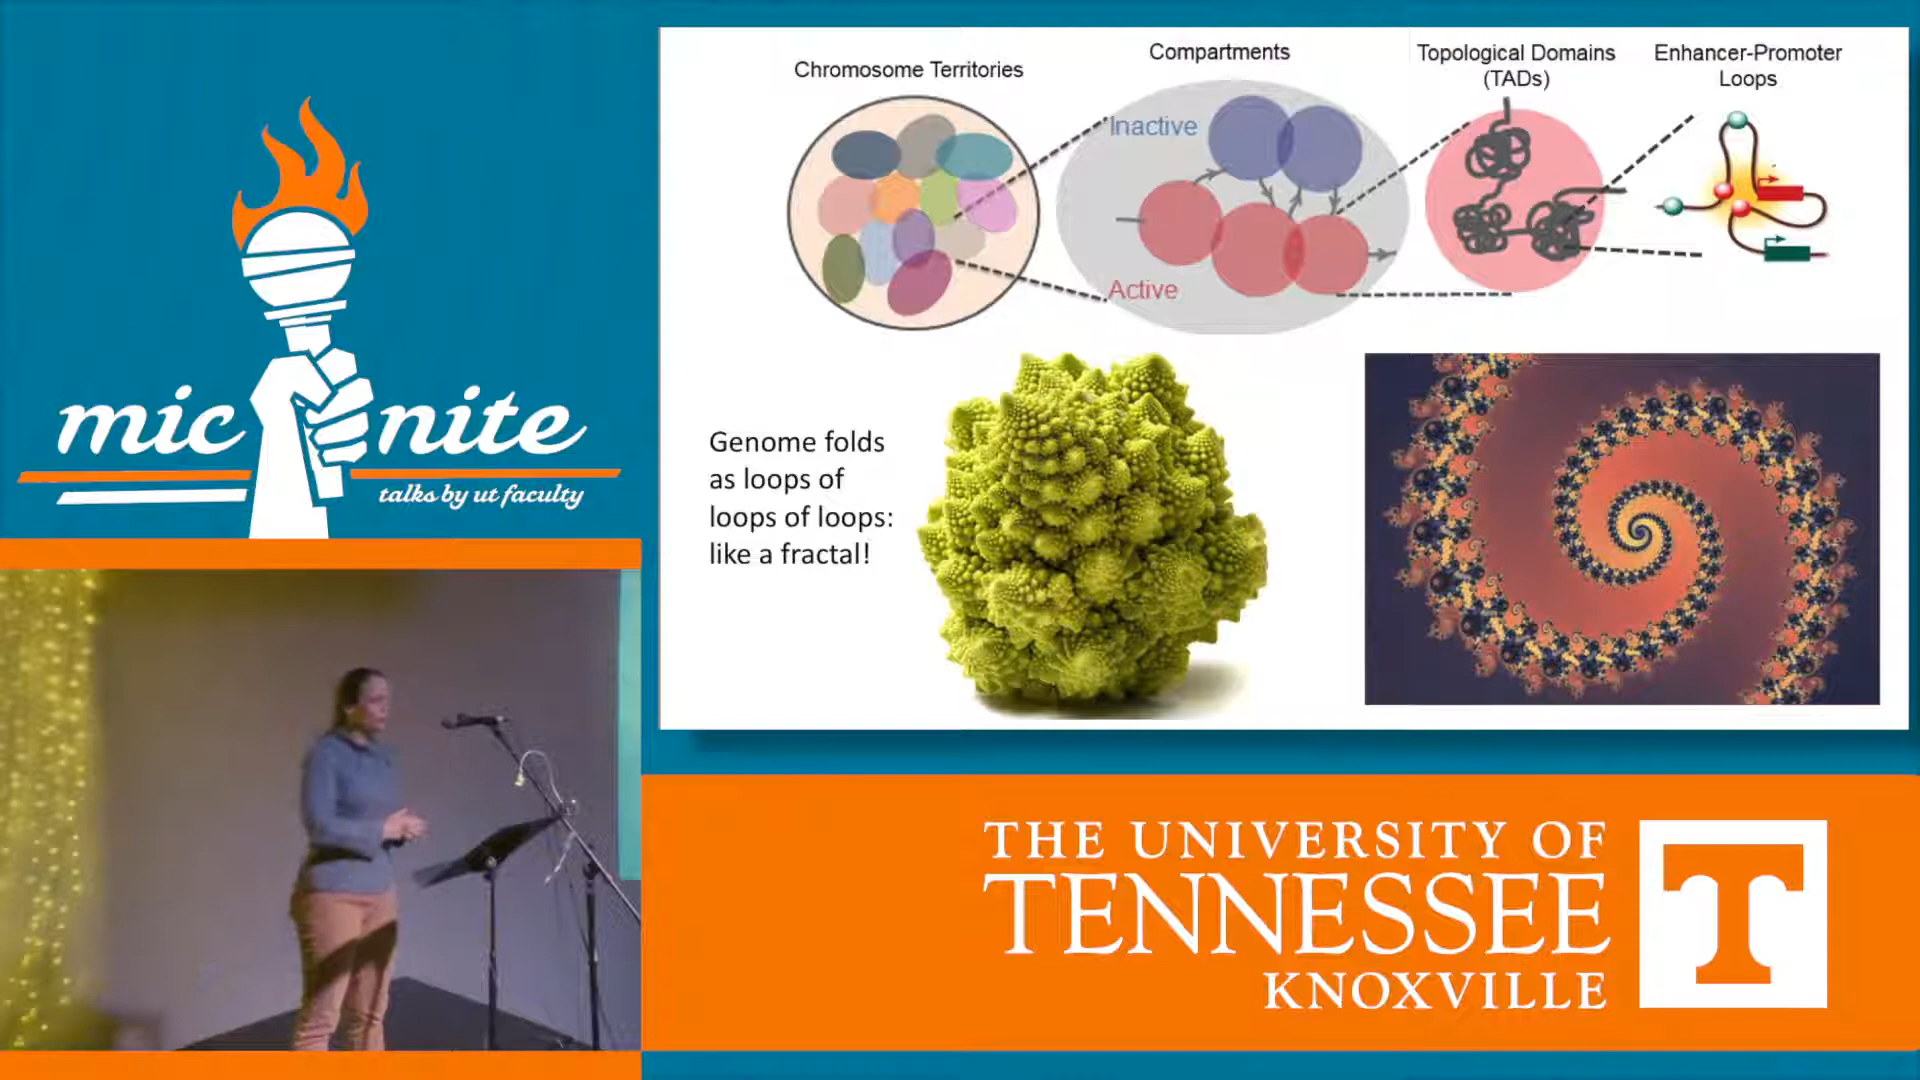 mic nite
talks by ut faculty
Chromosome Territories
Compartments
Inactive
Active
Topological Domains
(TADs)
Enhancer-Promoter
Loops
Genome folds
as loops of
loops of loops:
like a fractal!
THE UNIVERSITY OF
TENNESSEE
KNOXVILLE
T